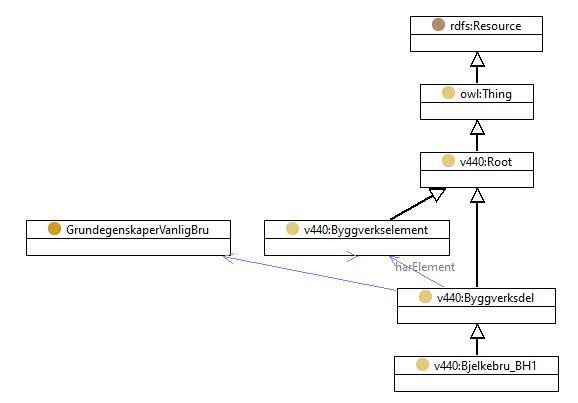 rdfs:Resource
owl:Thing
v440:Root
GrundegenskaperVanligBru
v440:Byggverkselement
harElement
v440:Byggverksdel
v440:Bjelkebru_BH1